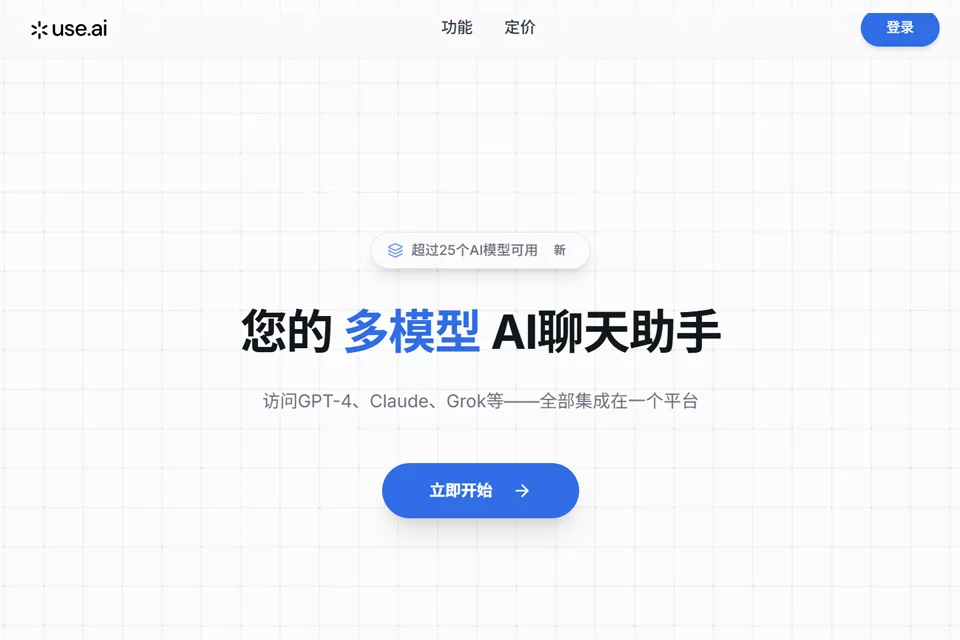 use.ai
功能
定价
登录
超过25个AI模型可用 新
您的 多模型 AI聊天助手
访问GPT-4、Claude、Grok等——全部集成在一个平台
立即开始 →